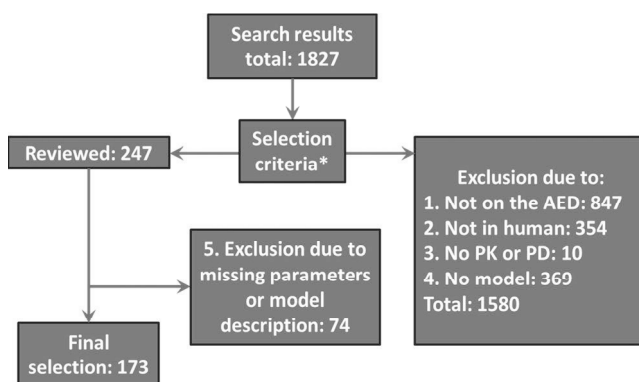 Search results
total: 1827
Selection
criteria*
Reviewed: 247
Exclusion due to:
1. Not on the AED: 847
2. Not in human: 354
3. No PK or PD: 10
4. No model: 369
Total: 1580
5. Exclusion due to
missing parameters
or model
description: 74
Final
selection: 173